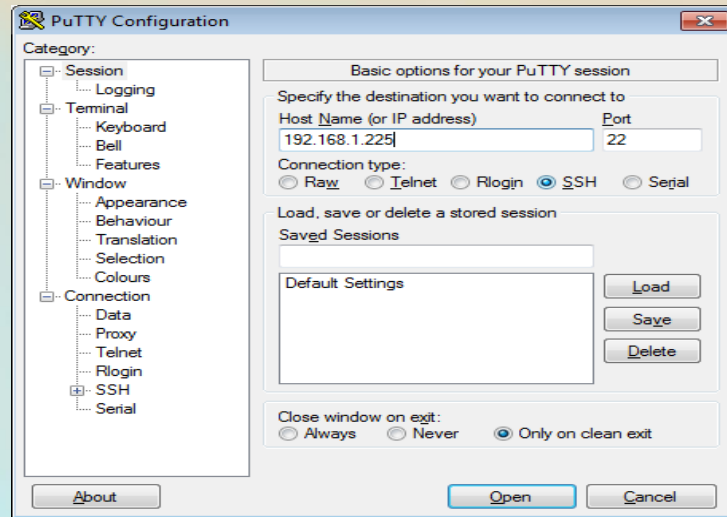 PuTTY Configuration
Category:
Session
Logging
Terminal
Keyboard
Bell
Features
Window
Appearance
Behaviour
Translation
Selection
Colours
Connection
Data
Proxy
Telnet
Rlogin
SSH
Serial
Basic options for your PuTTY session
Specify the destination you want to connect to
Host Name (or IP address) Port
192.168.1.225 22
Connection type:
Raw Telnet Rlogin SSH Serial
Load, save or delete a stored session
Saved Sessions
Default Settings
Load
Save
Delete
Close window on exit:
Always Never Only on clean exit
About Open Cancel